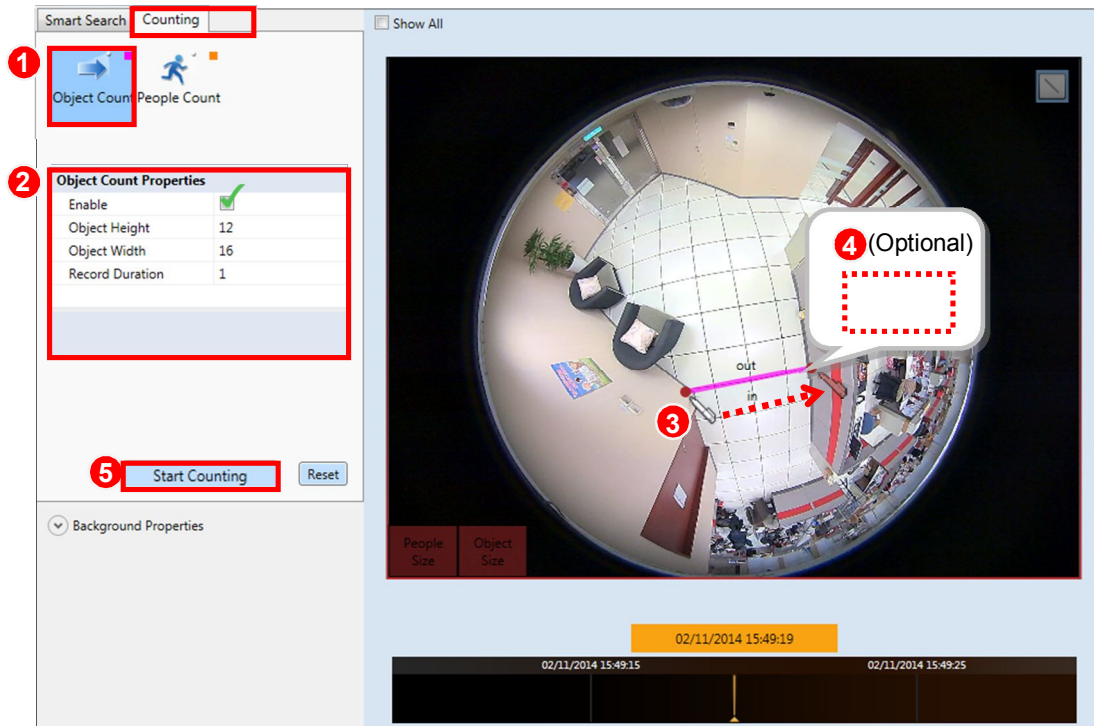 Smart Search
Counting
Show All
1
Object Count
People Count
2
Object Count Properties
Enable
Object Height 12
Object Width 16
Record Duration 1
4 (Optional)
out
in
3
5
Start Counting
Reset
Background Properties
People
Size
Object
Size
02/11/2014 15:49:19
02/11/2014 15:49:15
02/11/2014 15:49:25